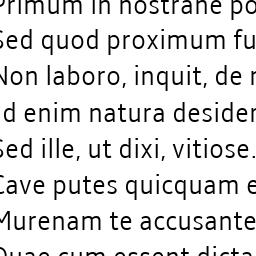 Primum in nostrane po
Sed quod proximum fu
Non laboro, inquit, de n
Id enim natura desider
Sed ille, ut dixi, vitiose.
Cave putes quicquam e
Murenam te accusante
Quae cum essent dicta